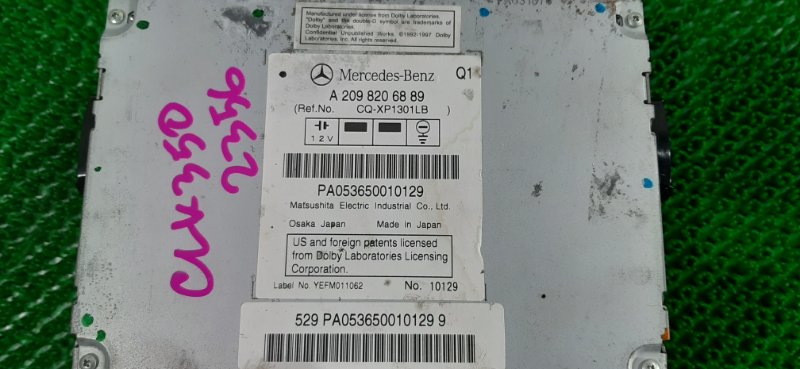 Manufactured under license from Dolby Laboratories.
"Dolby" and the double-D symbol are trademarks of
Dolby Laboratories.
Confidential Unpublished Works. ©1992-1997 Dolby
Laboratories, Inc. All rights reserved.
Mercedes-Benz Q1
A 209 820 68 89
(Ref.No. CQ-XP1301LB )
12V
PA053650010129
Matsushita Electric Industrial Co., Ltd.
Osaka Japan Made in Japan
US and foreign patents licensed
from Dolby Laboratories Licensing
Corporation.
Label No. YEFM011062 No. 10129
529 PA053650010129 9
CLK350
2356